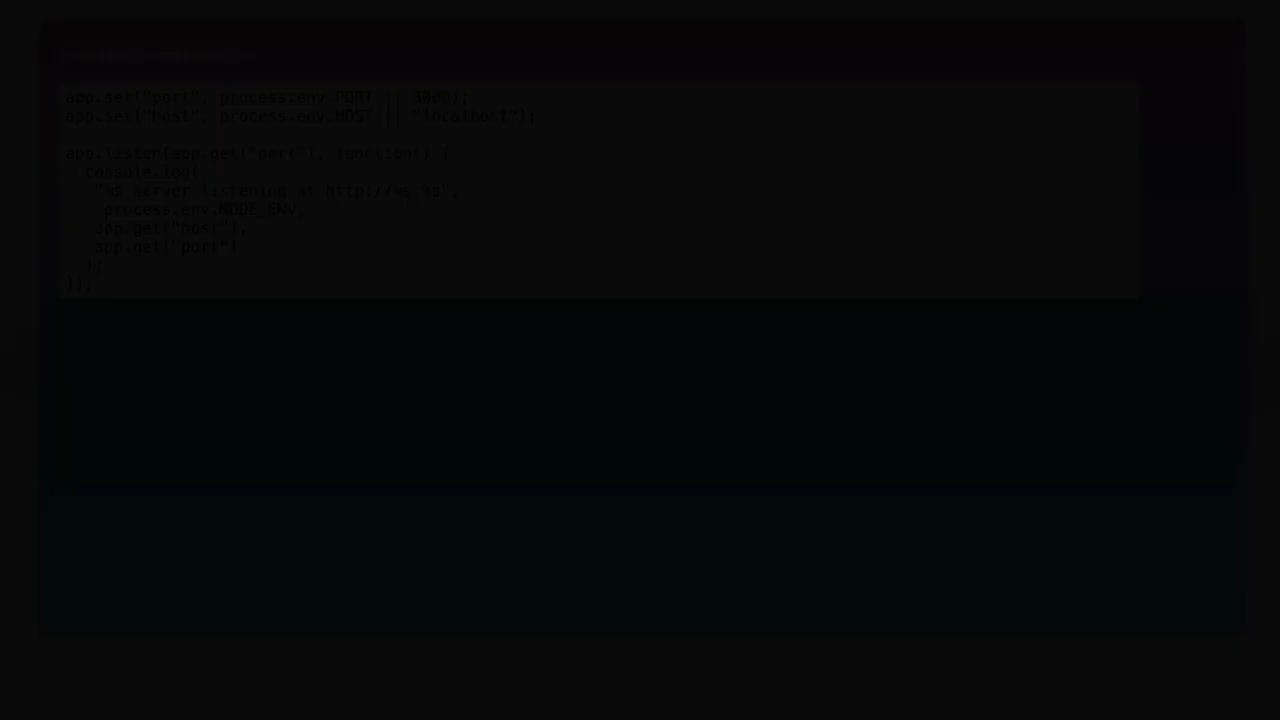 app.set("port", process.env.PORT || 3000);
app.set("host", process.env.HOST || "localhost");
app.listen(app.get("port"), function() {
console.log(
"%s server listening at http://%s:%s",
process.env.NODE_ENV,
app.get("host"),
app.get("port")
);
});